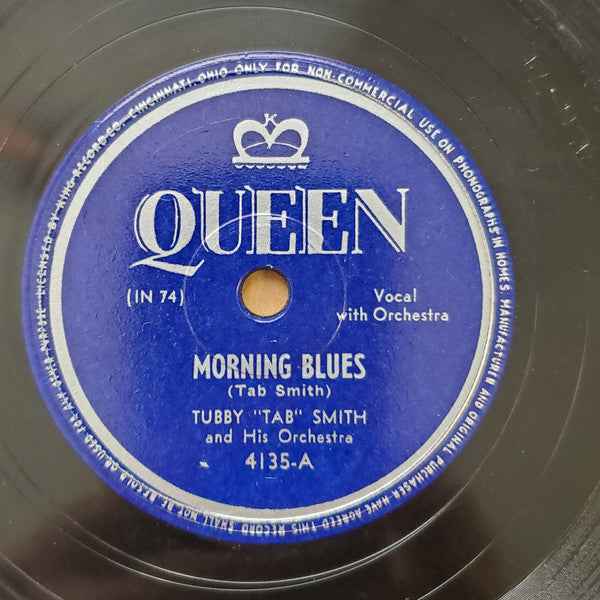 K
QUEEN
(IN 74)
Vocal
with Orchestra
MORNING BLUES
(Tab Smith)
TUBBY "TAB" SMITH
and His Orchestra
4135-A
LICENSED BY KING RECORD CO. CINCINNATI, OHIO ONLY FOR NON-COMMERCIAL USE ON PHONOGRAPHS IN HOMES. MANUFACTURER AND ORIGINAL PURCHASER HAVE AGREED THIS RECORD SHALL NOT BE RESOLD OR USED FOR ANY OTHER PURPOSE.